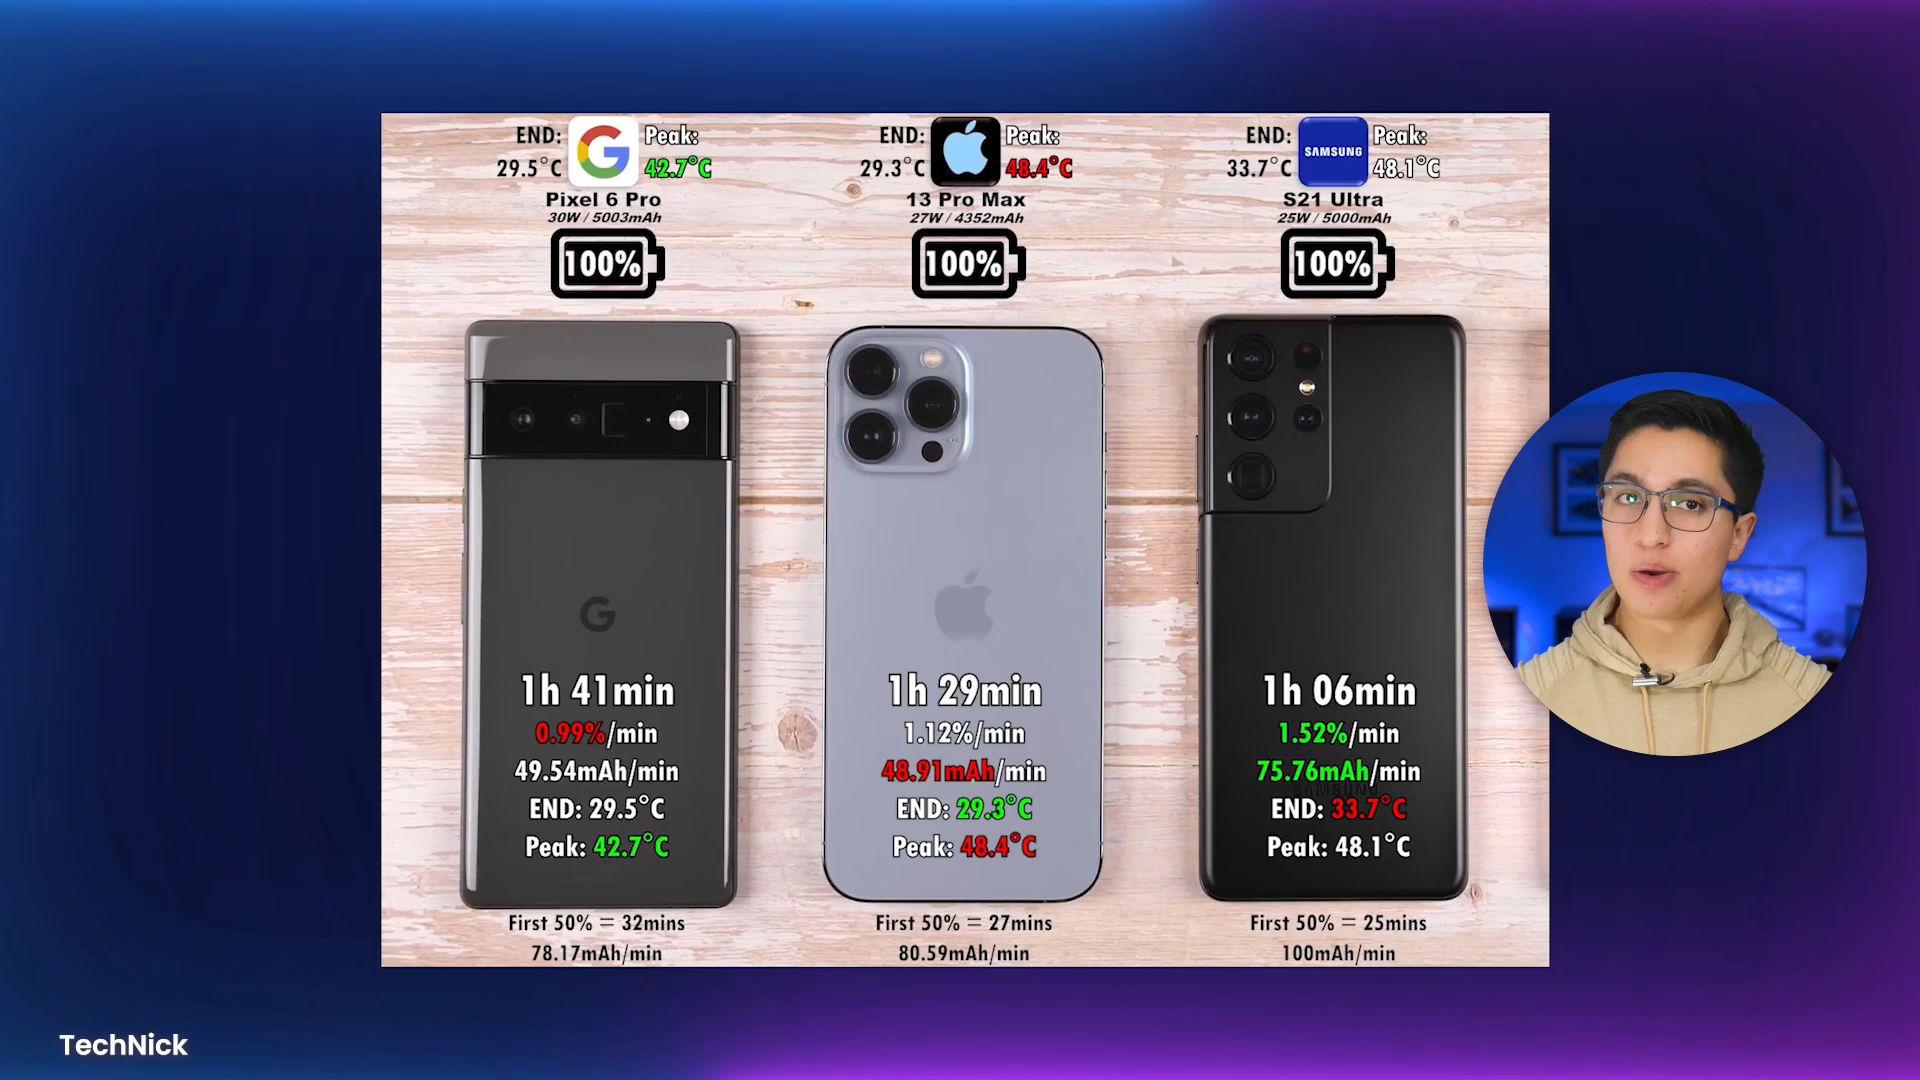 END:
29.5°C
Peak:
42.7°C
Pixel 6 Pro
30W / 5003mAh
100%
G
1h 41min
0.99%/min
49.54mAh/min
END: 29.5°C
Peak: 42.7°C
First 50% = 32mins
78.17mAh/min
END:
29.3°C
Peak:
48.4°C
13 Pro Max
27W / 4352mAh
100%
1h 29min
1.12%/min
48.91mAh/min
END: 29.3°C
Peak: 48.4°C
First 50% = 27mins
80.59mAh/min
END:
33.7°C
SAMSUNG
Peak:
48.1°C
S21 Ultra
25W / 5000mAh
100%
1h 06min
1.52%/min
75.76mAh/min
SAMSUNG
END: 33.7°C
Peak: 48.1°C
First 50% = 25mins
100mAh/min
TechNick